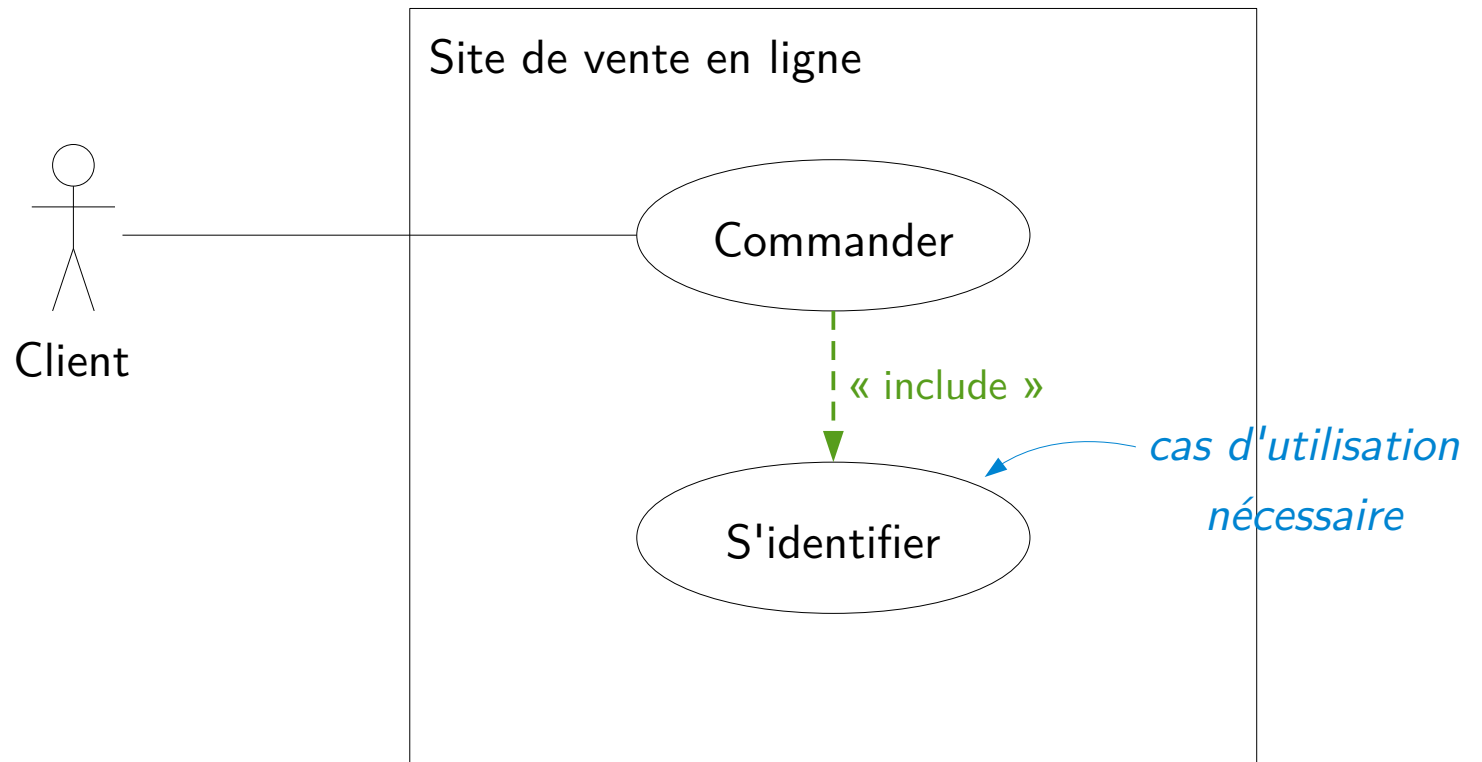 Site de vente en ligne
Commander
Client
« include »
cas d'utilisation
nécessaire
S'identifier